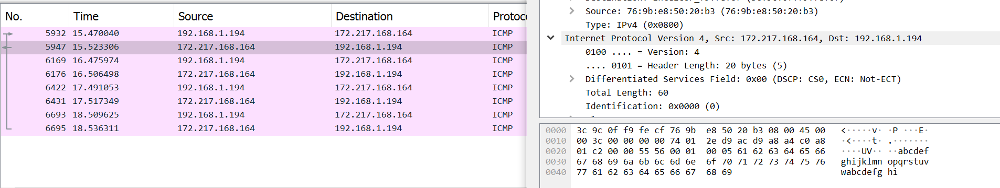 No. Time Source Destination Protoc
5932 15.470040 192.168.1.194 172.217.168.164 ICMP
5947 15.523306 172.217.168.164 192.168.1.194 ICMP
6169 16.475974 192.168.1.194 172.217.168.164 ICMP
6176 16.506498 172.217.168.164 192.168.1.194 ICMP
6422 17.491053 192.168.1.194 172.217.168.164 ICMP
6431 17.517349 172.217.168.164 192.168.1.194 ICMP
6693 18.509625 192.168.1.194 172.217.168.164 ICMP
6695 18.536311 172.217.168.164 192.168.1.194 ICMP
Source: 76:9b:e8:50:20:b3 (76:9b:e8:50:20:b3)
Type: IPv4 (0x0800)
Internet Protocol Version 4, Src: 172.217.168.164, Dst: 192.168.1.194
0100 .... = Version: 4
.... 0101 = Header Length: 20 bytes (5)
Differentiated Services Field: 0x00 (DSCP: CS0, ECN: Not-ECT)
Total Length: 60
Identification: 0x0000 (0)
0000 3c 9c 0f f9 fe cf 76 9b e8 50 20 b3 08 00 45 00 <·····v· ·P ···E·
0010 00 3c 00 00 00 00 74 01 2e d9 ac d9 a8 a4 c0 a8 ·<····t· .·······
0020 01 c2 00 00 55 56 00 01 00 05 61 62 63 64 65 66 ····UV·· ··abcdef
0030 67 68 69 6a 6b 6c 6d 6e 6f 70 71 72 73 74 75 76 ghijklmn opqrstuv
0040 77 61 62 63 64 65 66 67 68 69 wabcdefg hi